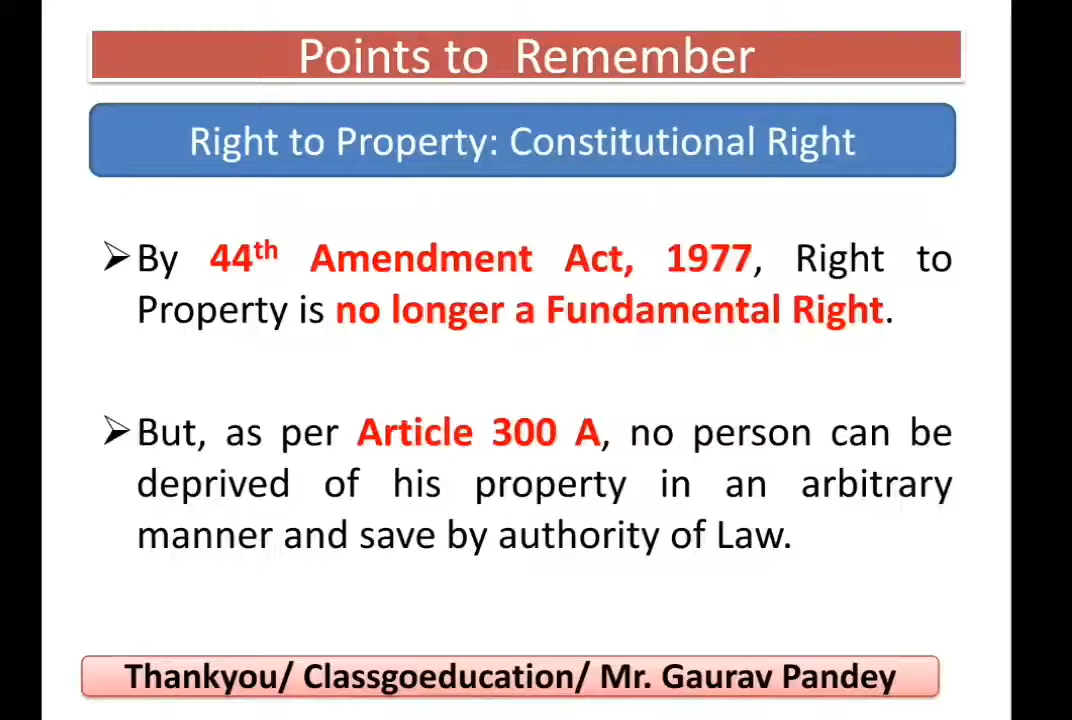 Points to Remember
Right to Property: Constitutional Right
➢By 44th Amendment Act, 1977, Right to
Property is no longer a Fundamental Right.
➢But, as per Article 300 A, no person can be
deprived of his property in an arbitrary
manner and save by authority of Law.
Thankyou/ Classgoeducation/ Mr. Gaurav Pandey